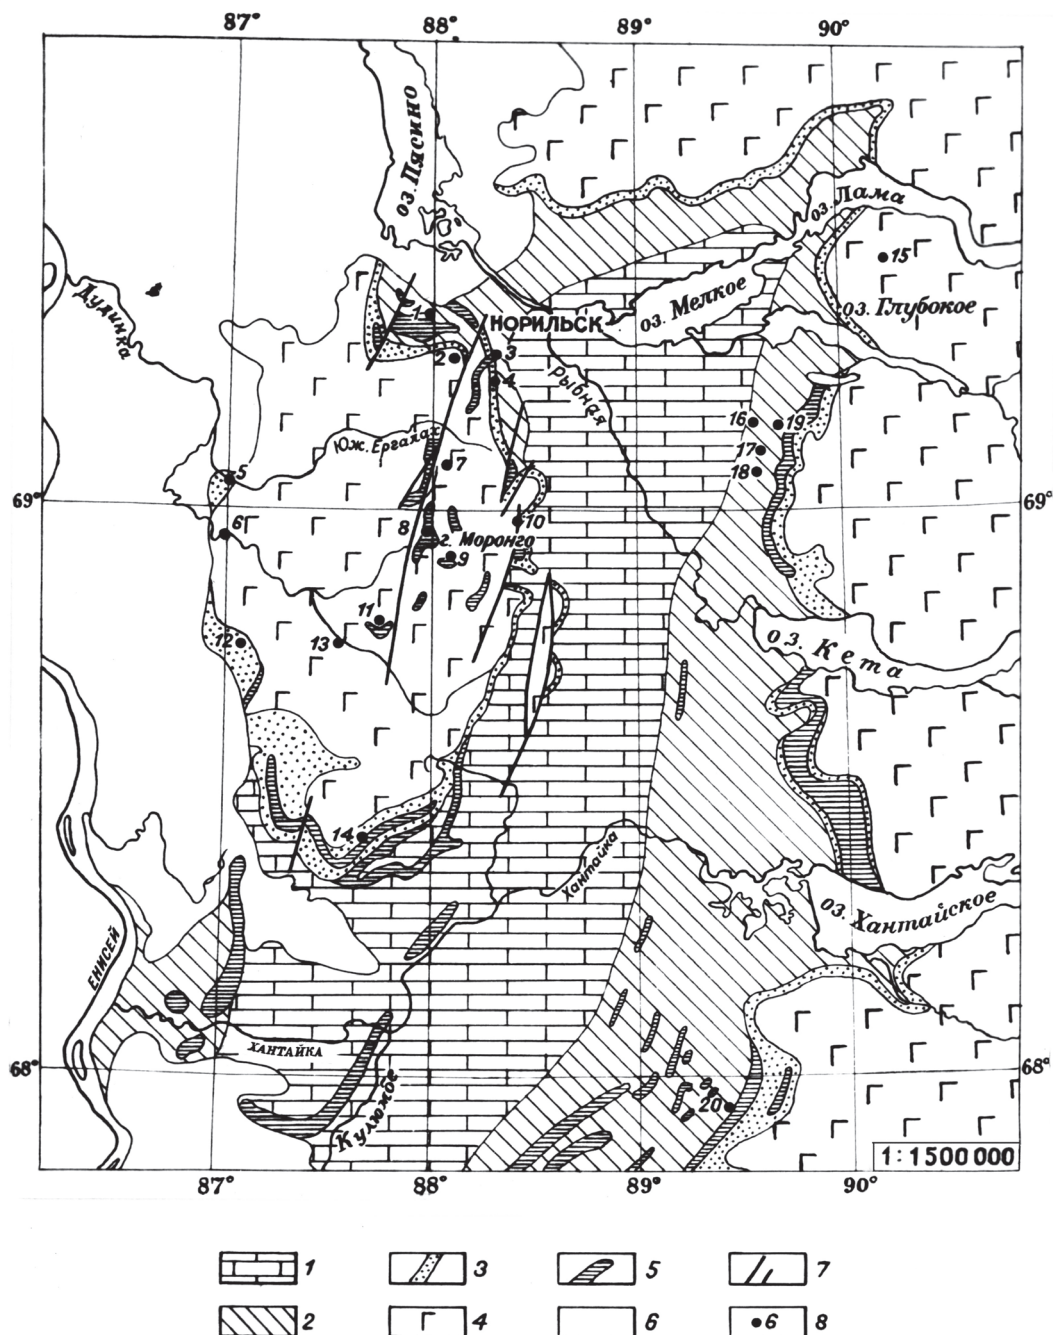 87° 88° 89° 90°
оз. Пясино
оз. Лама
15
Дудинка
оз. Мелкое
оз. Глубокое
1
НОРИЛЬСК
2 3
4
Рыбная
16 19
Юж. Ергалах
17
7
18
5
69° 69°
6 8 10
г. Моронго
9
11
12 13
оз. Кета
14
Хантайка
оз. Хантайское
ЕНИСЕЙ
ХАНТАЙКА
68° 68°
Кулюмбе
20
1:1500000
87° 88° 89° 90°
1 3 5 7
2 4 6 6 8